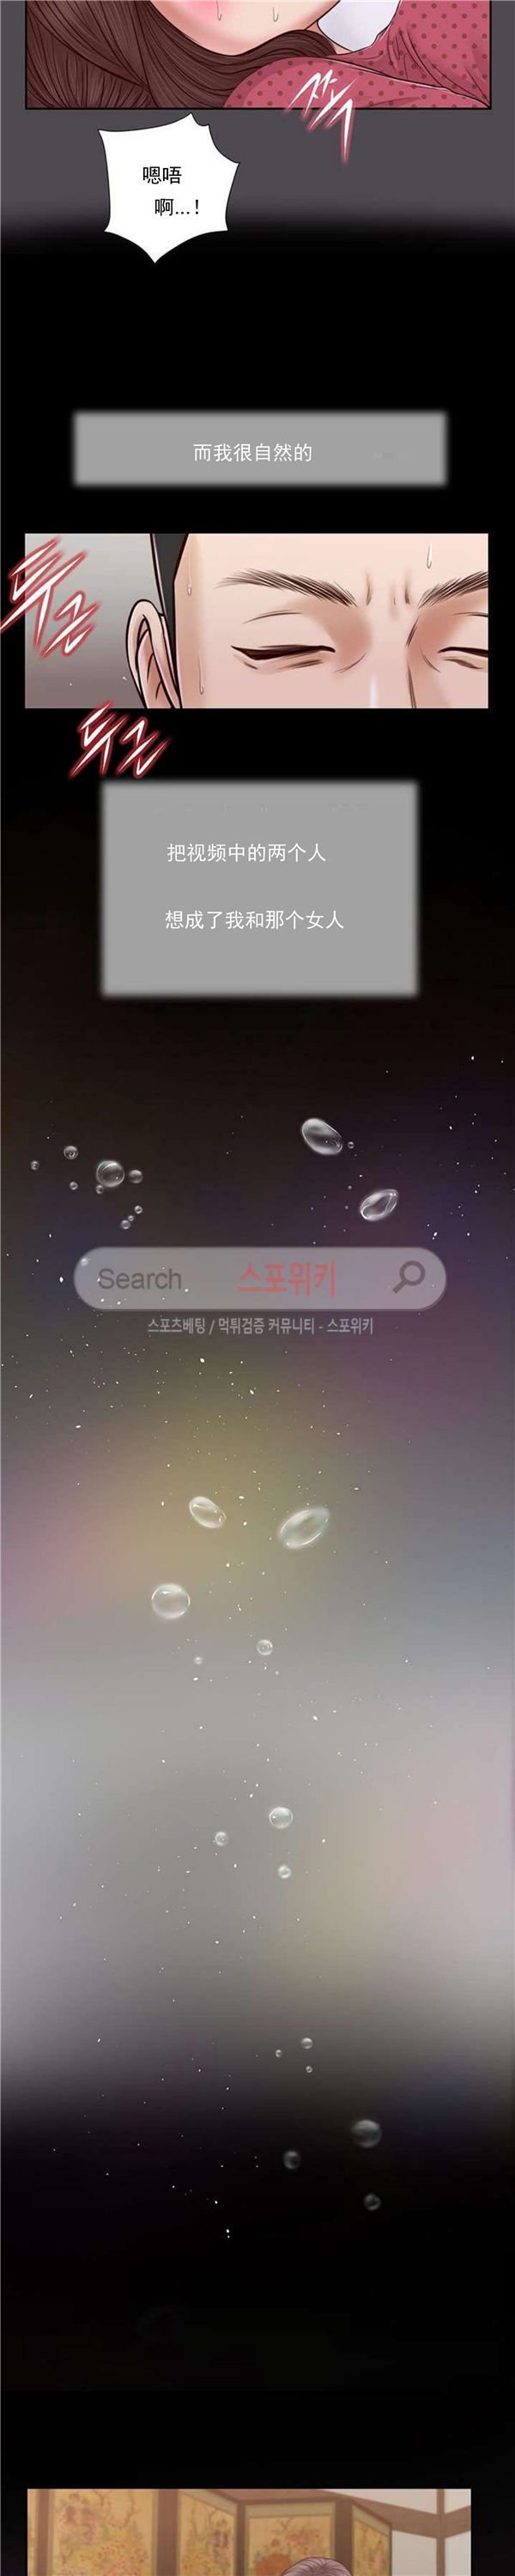 쫘
嗯唔
啊...!
而我很自然的
두근
두근
把视频中的两个人
想成了我和那个女人
Search 스포위키
스포츠베팅 / 먹튀검증 커뮤니티 - 스포위키